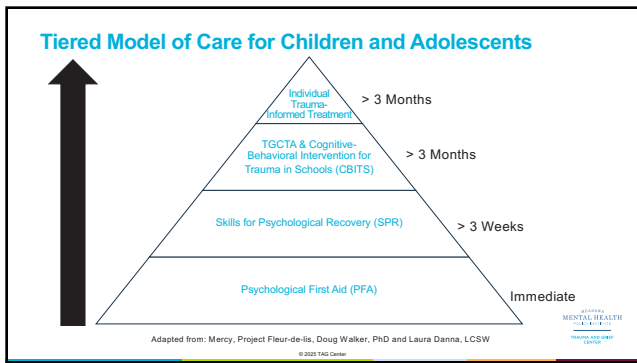 Tiered Model of Care for Children and Adolescents
Individual
Trauma-
Informed Treatment
> 3 Months
TGCTA & Cognitive-
Behavioral Intervention for
Trauma in Schools (CBITS)
> 3 Months
Skills for Psychological Recovery (SPR)
> 3 Weeks
Psychological First Aid (PFA)
Immediate
Adapted from: Mercy, Project Fleur-de-lis, Doug Walker, PhD and Laura Danna, LCSW
© 2025 TAG Center
MEADOWS
MENTAL HEALTH
POLICY INSTITUTE
TRAUMA AND GRIEF
CENTER